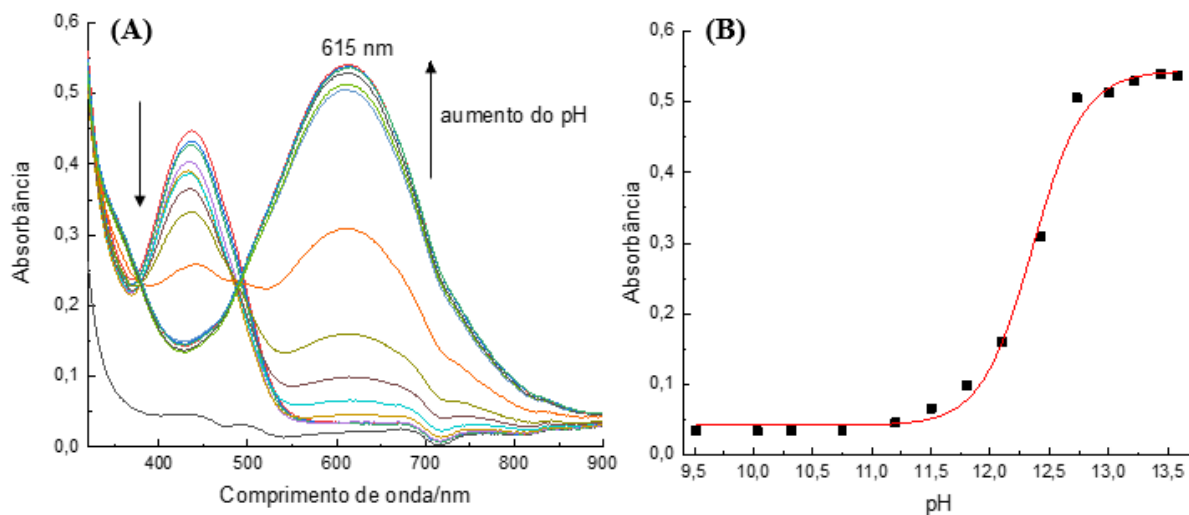 (A)
615 nm
aumento do pH
Absorbância
0,6
0,5
0,4
0,3
0,2
0,1
0,0
400 500 600 700 800 900
Comprimento de onda/nm
(B)
Absorbância
0,6
0,5
0,4
0,3
0,2
0,1
0,0
9,5 10,0 10,5 11,0 11,5 12,0 12,5 13,0 13,5
pH